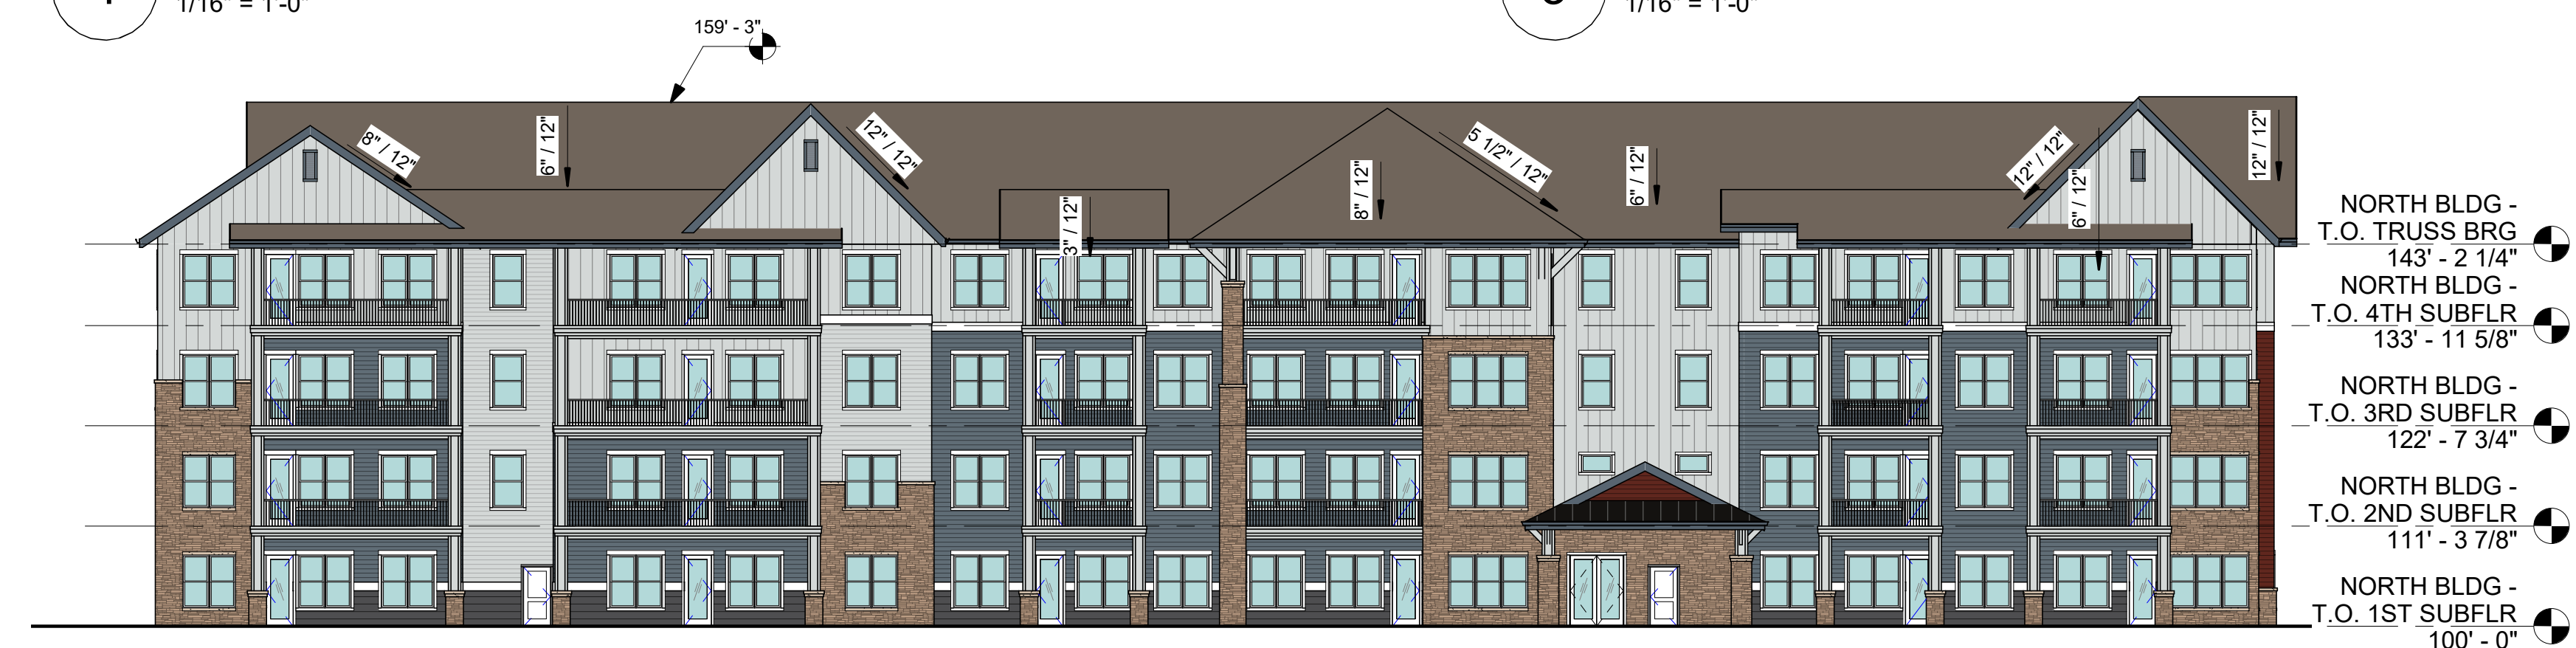 1/16" = 1'-0"
1/16" = 1'-0"
159' - 3"
8" / 12"
6" / 12"
12" / 12"
3" / 12"
8" / 12"
5 1/2" / 12"
6" / 12"
12" / 12"
6" / 12"
12" / 12"
NORTH BLDG -
T.O. TRUSS BRG
143' - 2 1/4"
NORTH BLDG -
T.O. 4TH SUBFLR
133' - 11 5/8"
NORTH BLDG -
T.O. 3RD SUBFLR
122' - 7 3/4"
NORTH BLDG -
T.O. 2ND SUBFLR
111' - 3 7/8"
NORTH BLDG -
T.O. 1ST SUBFLR
100' - 0"